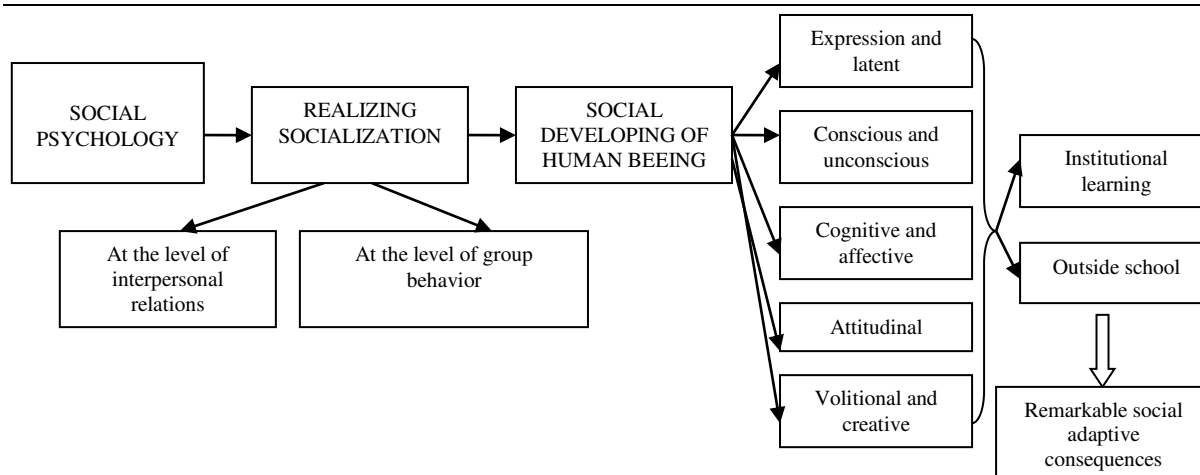 SOCIAL
PSYCHOLOGY
REALIZING
SOCIALIZATION
SOCIAL
DEVELOPING OF
HUMAN BEEING
At the level of
interpersonal
relations
At the level of group
behavior
Expression and
latent
Conscious and
unconscious
Cognitive and
affective
Attitudinal
Volitional and
creative
Institutional
learning
Outside school
Remarkable social
adaptive
consequences